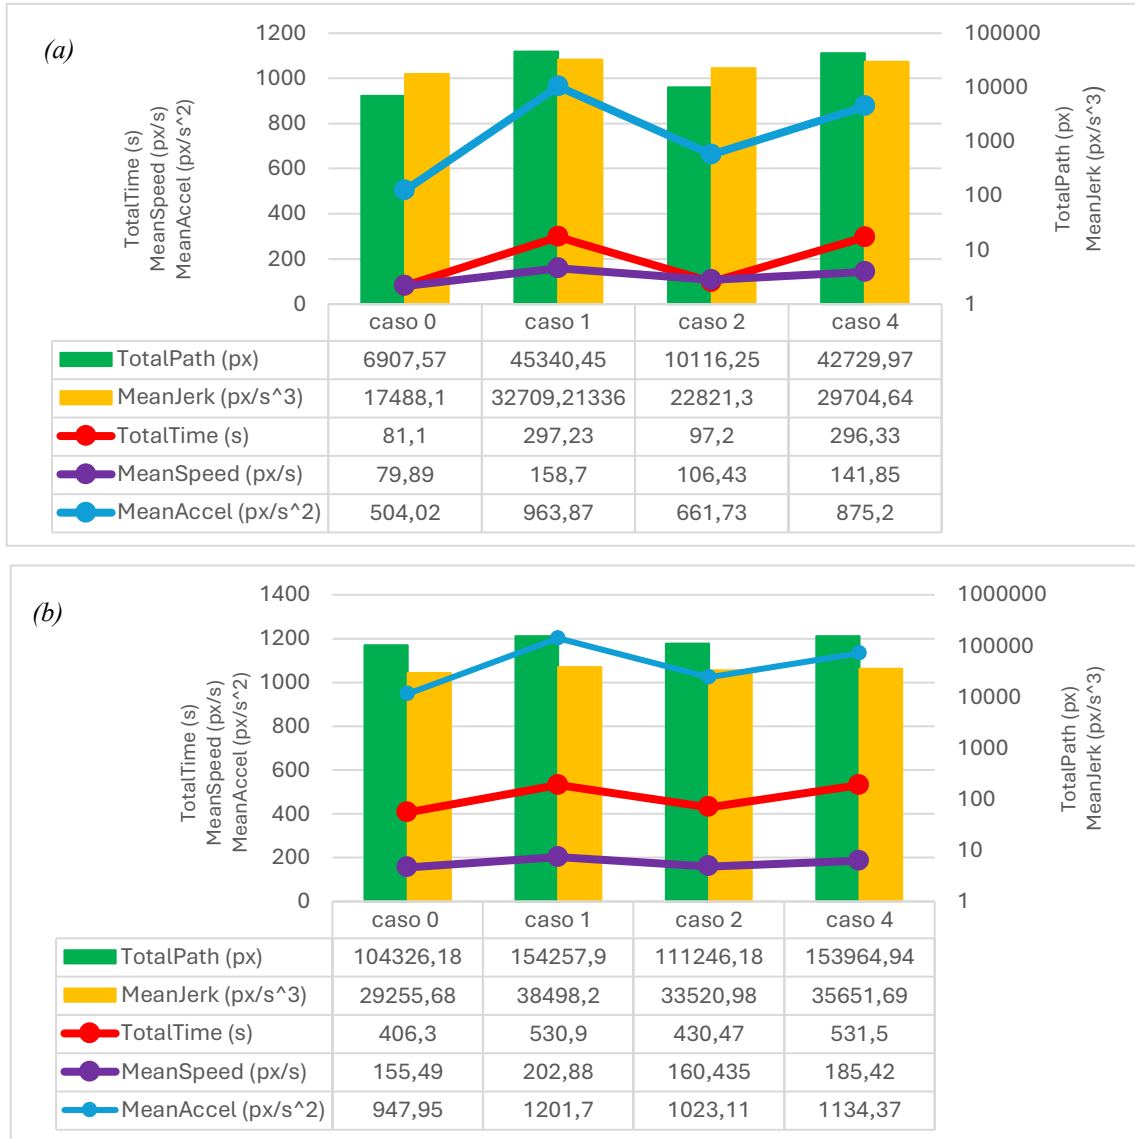 (a)
1200
1000
800
600
400
200
0
TotalTime (s)
MeanSpeed (px/s)
MeanAccel (px/s^2)
100000
10000
1000
100
10
1
TotalPath (px)
MeanJerk (px/s^3)
caso 0 caso 1 caso 2 caso 4
TotalPath (px) 6907,57 45340,45 10116,25 42729,97
MeanJerk (px/s^3) 17488,1 32709,21336 22821,3 29704,64
TotalTime (s) 81,1 297,23 97,2 296,33
MeanSpeed (px/s) 79,89 158,7 106,43 141,85
MeanAccel (px/s^2) 504,02 963,87 661,73 875,2
(b)
1400
1200
1000
800
600
400
200
0
TotalTime (s)
MeanSpeed (px/s)
MeanAccel (px/s^2)
1000000
100000
10000
1000
100
10
1
TotalPath (px)
MeanJerk (px/s^3)
caso 0 caso 1 caso 2 caso 4
TotalPath (px) 104326,18 154257,9 111246,18 153964,94
MeanJerk (px/s^3) 29255,68 38498,2 33520,98 35651,69
TotalTime (s) 406,3 530,9 430,47 531,5
MeanSpeed (px/s) 155,49 202,88 160,435 185,42
MeanAccel (px/s^2) 947,95 1201,7 1023,11 1134,37